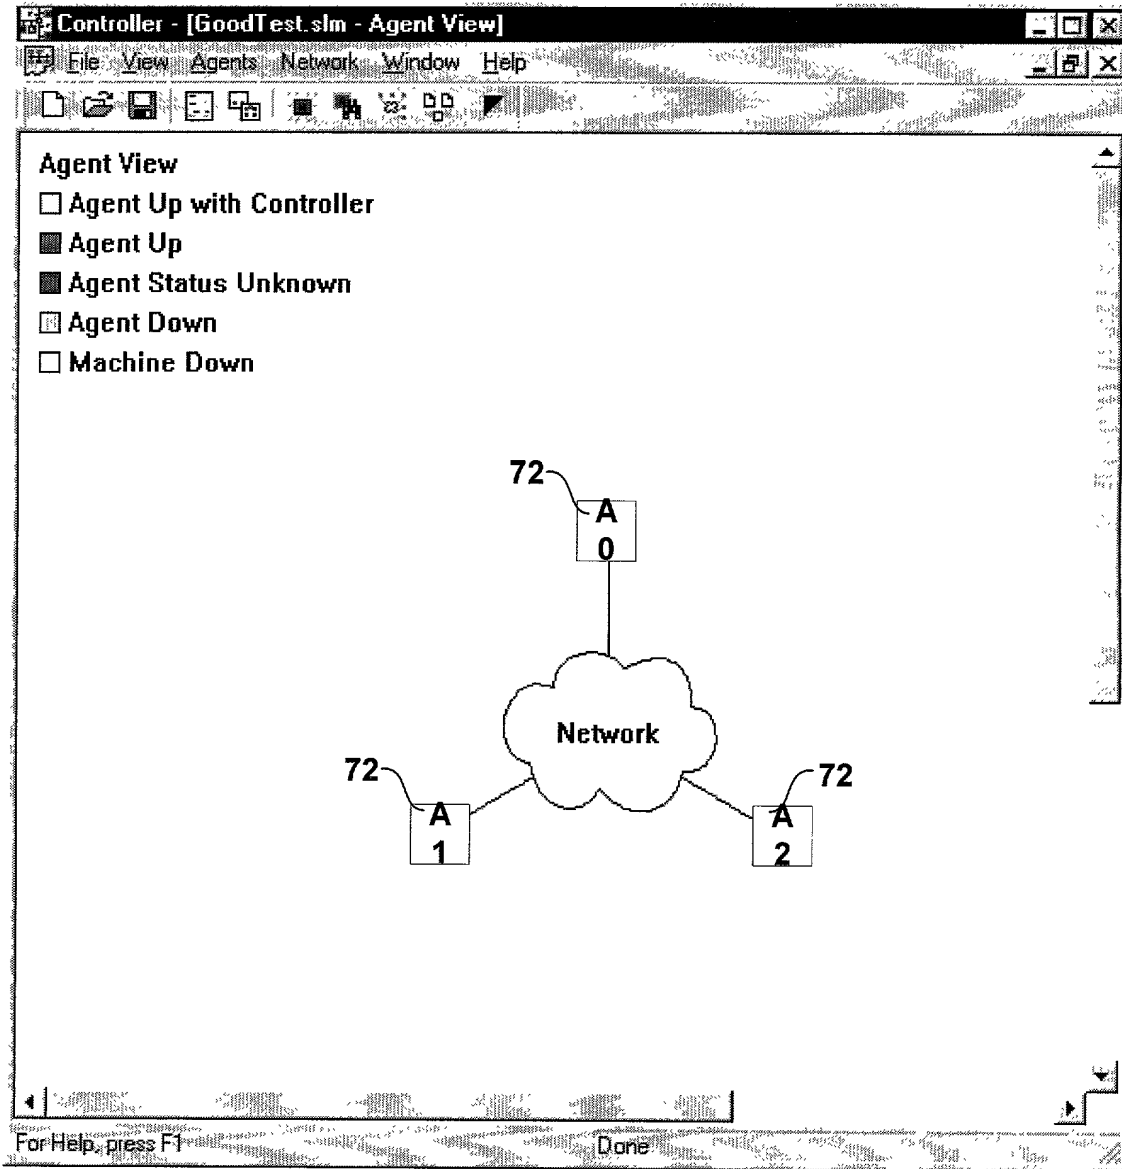 Controller - [GoodTest.slm - Agent View]
File View Agents Network Window Help
Agent View
Agent Up with Controller
Agent Up
Agent Status Unknown
Agent Down
Machine Down
72
A
0
Network
72
A
1
72
A
2
For Help, press F1
Done